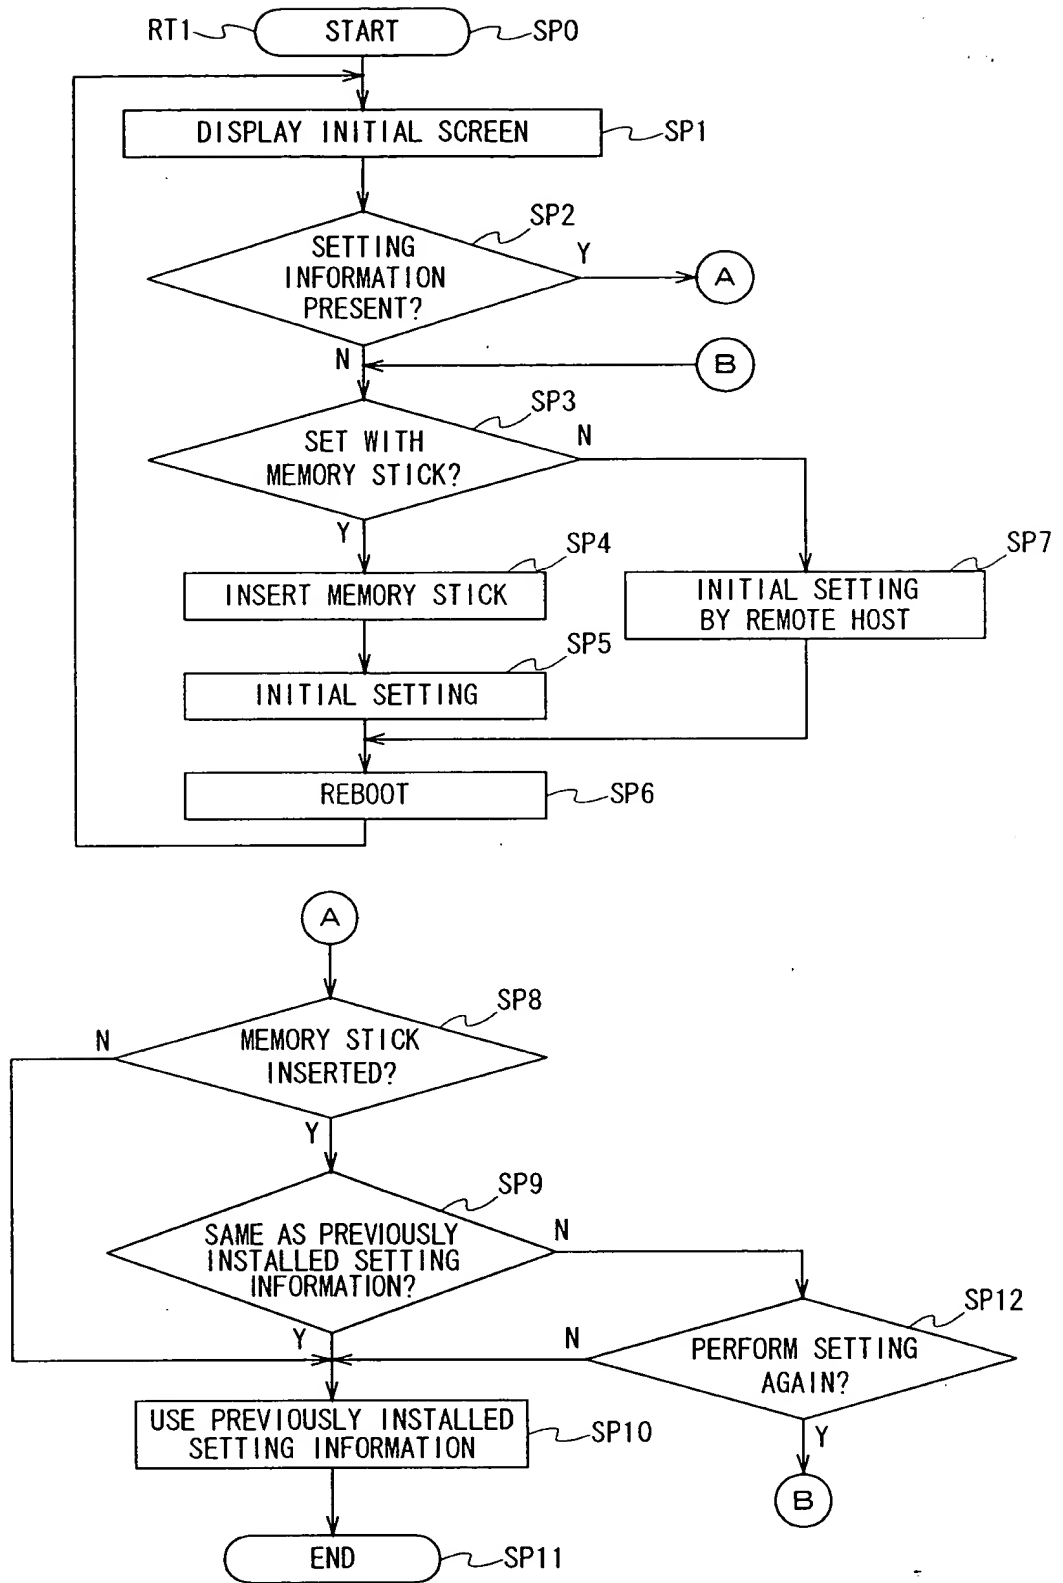 RT1
START
SP0
DISPLAY INITIAL SCREEN
SP1
SP2
SETTING
INFORMATION
PRESENT?
Y
A
N
B
SP3
SET WITH
MEMORY STICK?
N
Y
SP4
INSERT MEMORY STICK
SP7
INITIAL SETTING
BY REMOTE HOST
SP5
INITIAL SETTING
REBOOT
SP6
A
SP8
N
MEMORY STICK
INSERTED?
Y
SP9
SAME AS PREVIOUSLY
INSTALLED SETTING
INFORMATION?
N
Y
SP12
N
PERFORM SETTING
AGAIN?
USE PREVIOUSLY INSTALLED
SETTING INFORMATION
SP10
Y
B
END
SP11